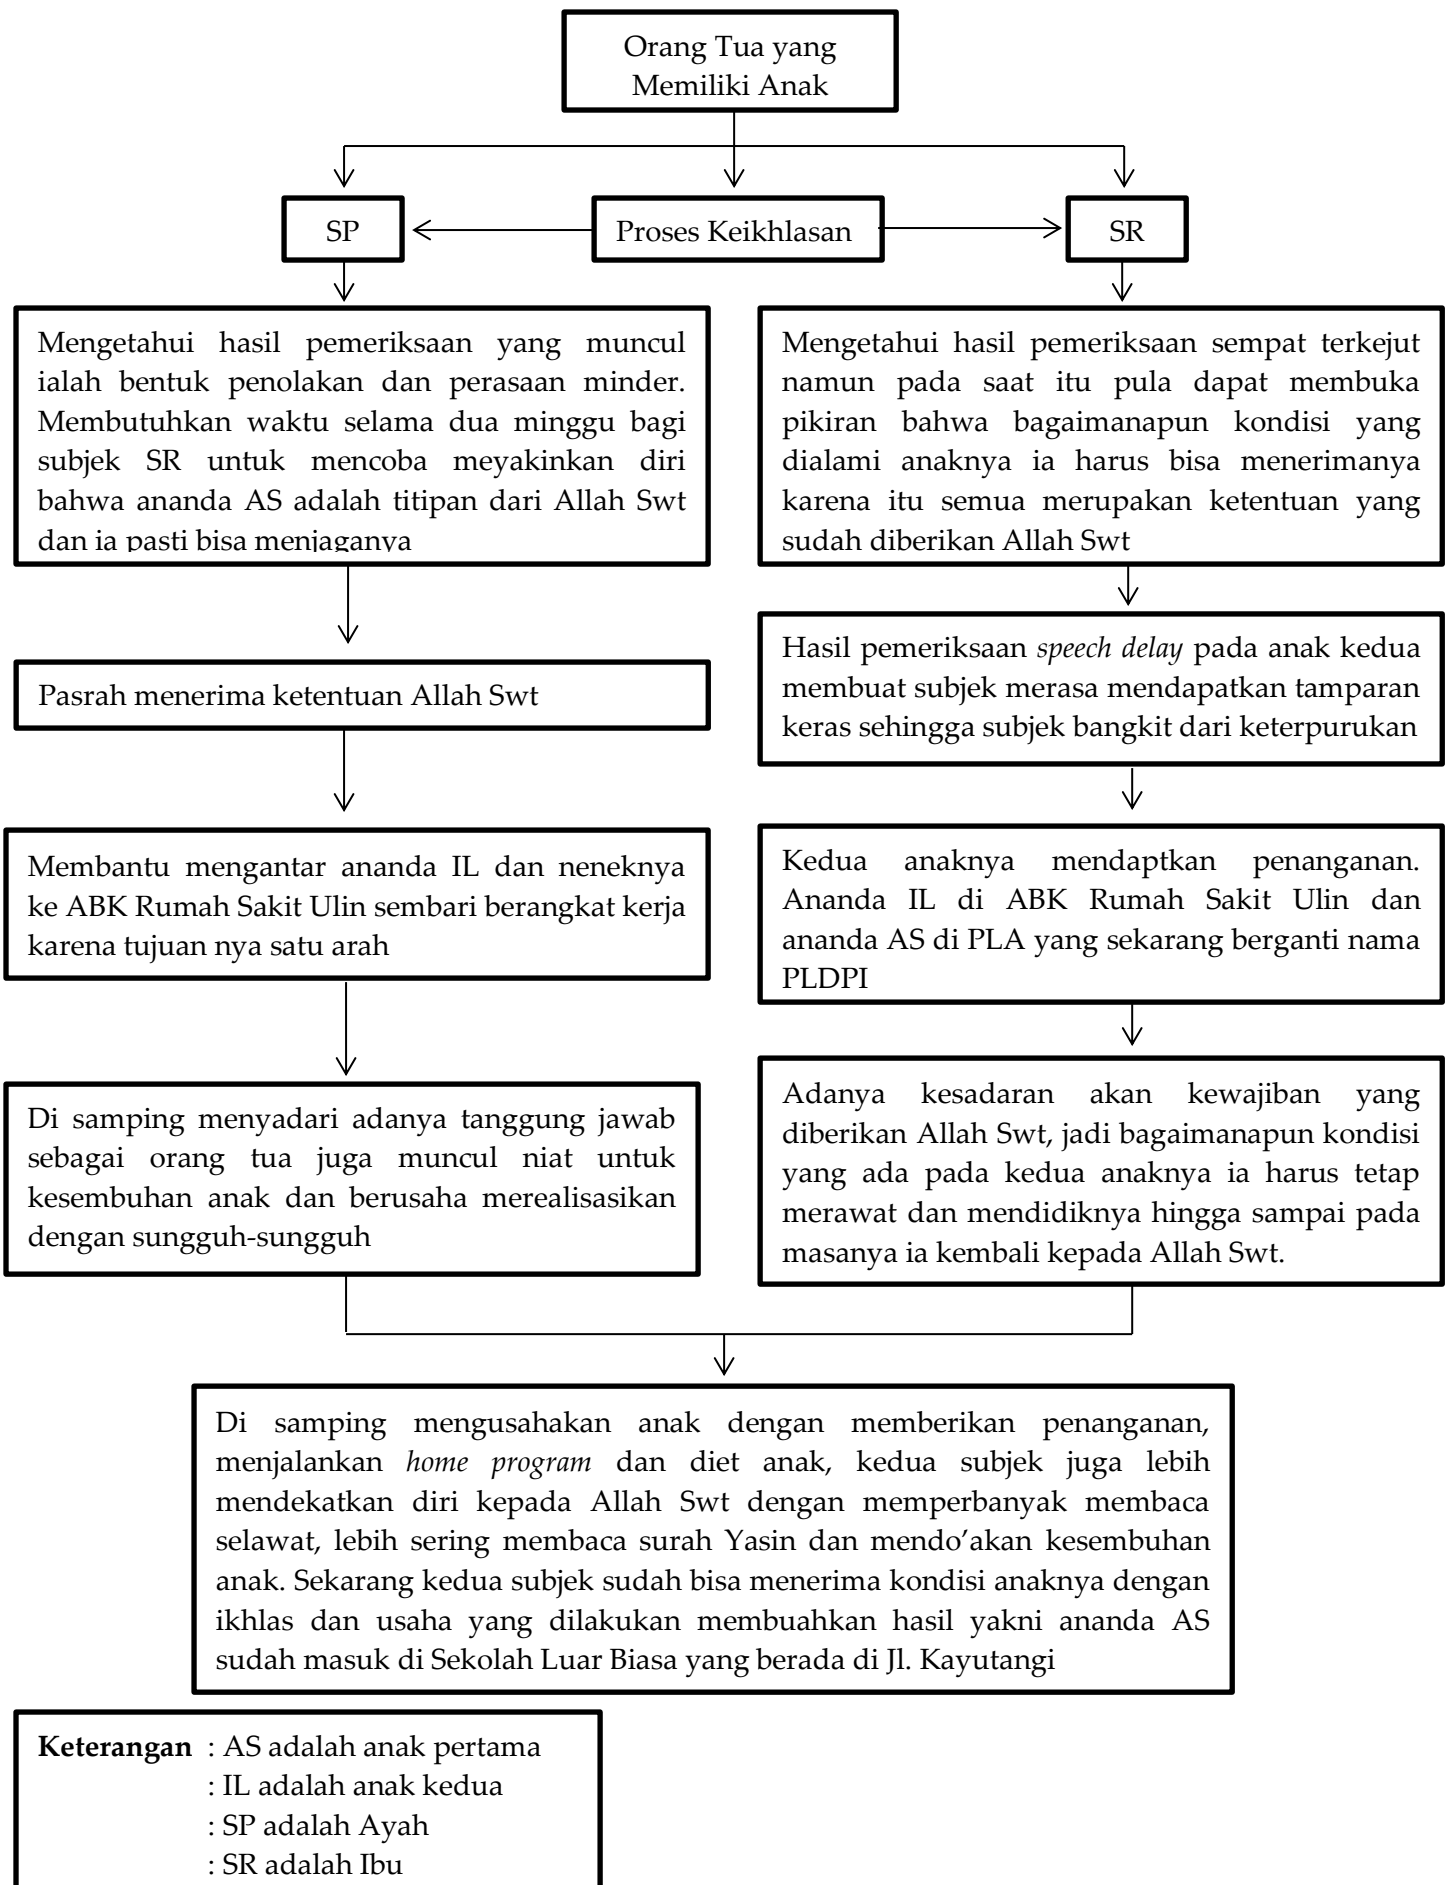 Orang Tua yang
Memiliki Anak
SP
Proses Keikhlasan
SR
Mengetahui hasil pemeriksaan yang muncul
ialah bentuk penolakan dan perasaan minder.
Membutuhkan waktu selama dua minggu bagi
subjek SR untuk mencoba meyakinkan diri
bahwa ananda AS adalah titipan dari Allah Swt
dan ia pasti bisa menjaganya
Mengetahui hasil pemeriksaan sempat terkejut
namun pada saat itu pula dapat membuka
pikiran bahwa bagaimanapun kondisi yang
dialami anaknya ia harus bisa menerimanya
karena itu semua merupakan ketentuan yang
sudah diberikan Allah Swt
Pasrah menerima ketentuan Allah Swt
Hasil pemeriksaan speech delay pada anak kedua
membuat subjek merasa mendapatkan tamparan
keras sehingga subjek bangkit dari keterpurukan
Membantu mengantar ananda IL dan neneknya
ke ABK Rumah Sakit Ulin sembari berangkat kerja
karena tujuan nya satu arah
Kedua anaknya mendaptkan penanganan.
Ananda IL di ABK Rumah Sakit Ulin dan
ananda AS di PLA yang sekarang berganti nama
PLDPI
Di samping menyadari adanya tanggung jawab
sebagai orang tua juga muncul niat untuk
kesembuhan anak dan berusaha merealisasikan
dengan sungguh-sungguh
Adanya kesadaran akan kewajiban yang
diberikan Allah Swt, jadi bagaimanapun kondisi
yang ada pada kedua anaknya ia harus tetap
merawat dan mendidiknya hingga sampai pada
masanya ia kembali kepada Allah Swt.
Di samping mengusahakan anak dengan memberikan penanganan,
menjalankan home program dan diet anak, kedua subjek juga lebih
mendekatkan diri kepada Allah Swt dengan memperbanyak membaca
selawat, lebih sering membaca surah Yasin dan mendo’akan kesembuhan
anak. Sekarang kedua subjek sudah bisa menerima kondisi anaknya dengan
ikhlas dan usaha yang dilakukan membuahkan hasil yakni ananda AS
sudah masuk di Sekolah Luar Biasa yang berada di Jl. Kayutangi
Keterangan : AS adalah anak pertama
: IL adalah anak kedua
: SP adalah Ayah
: SR adalah Ibu